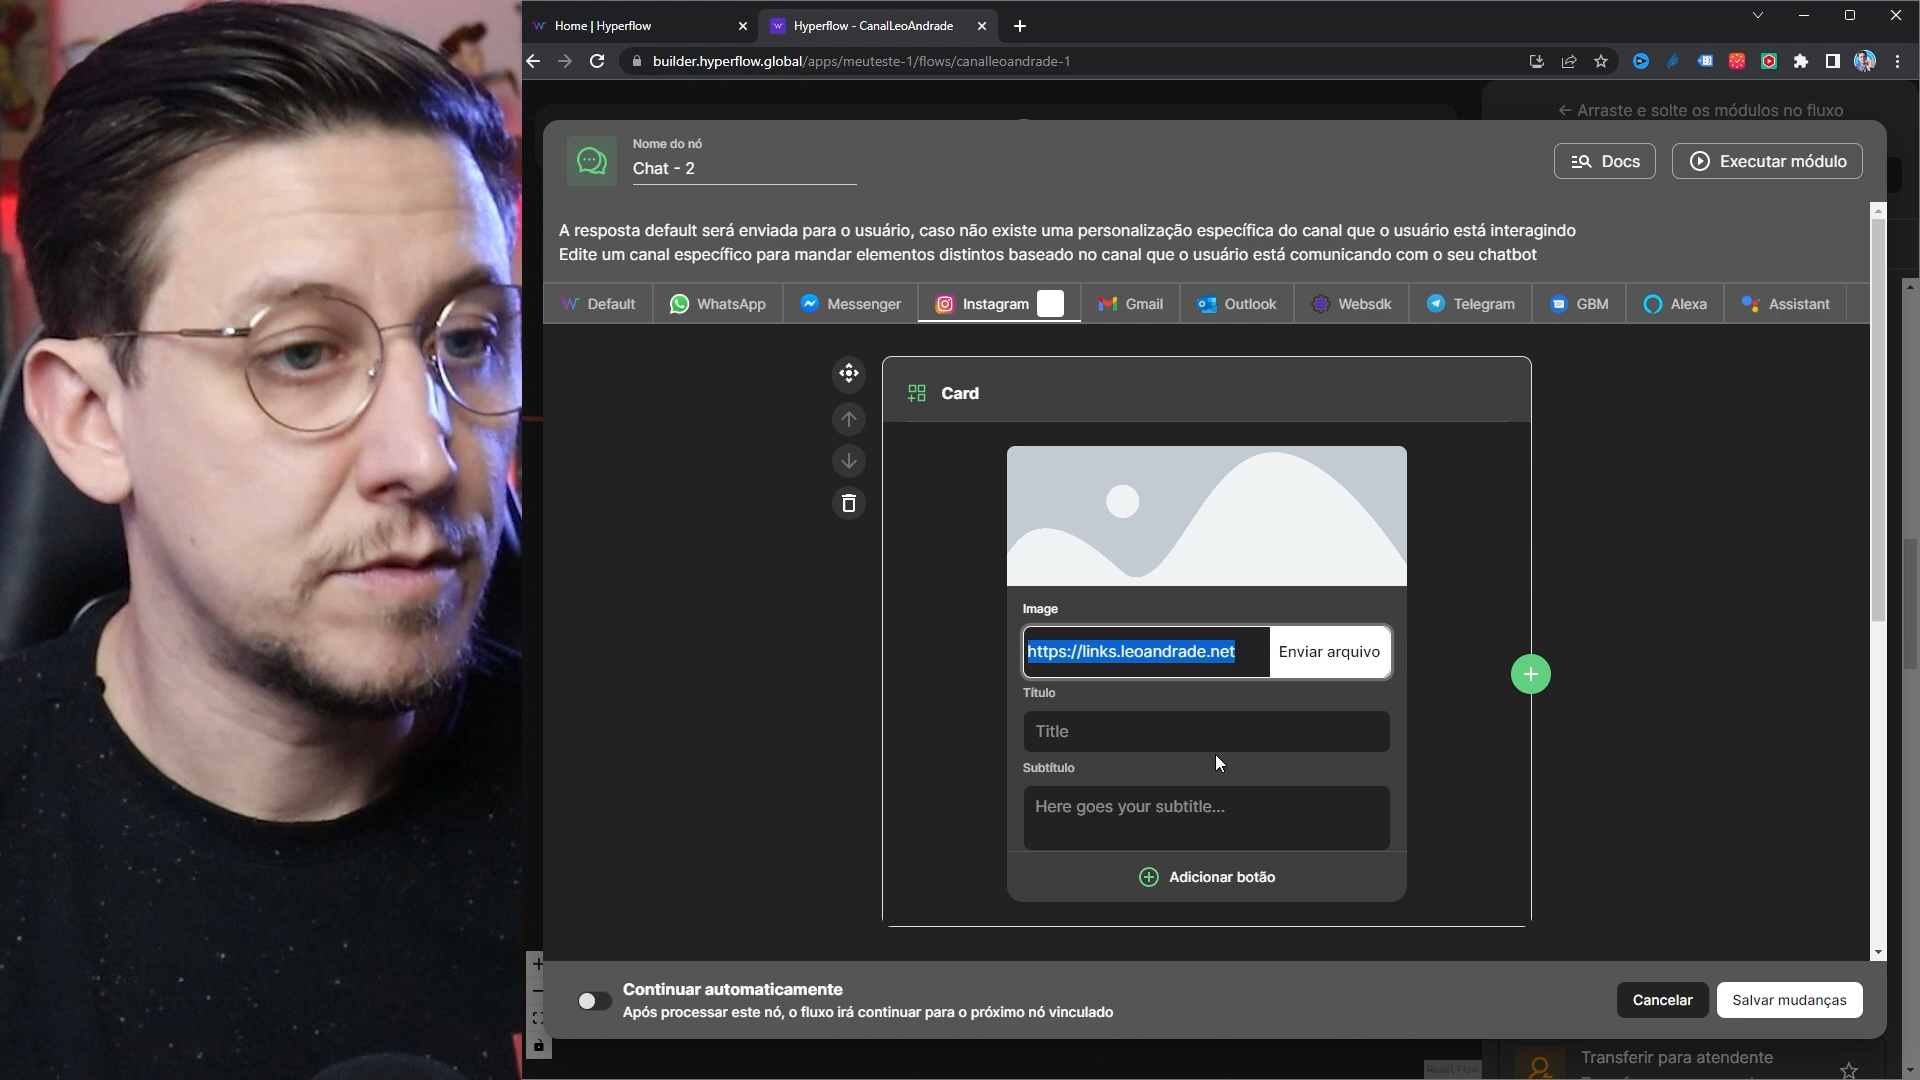 Home | Hyperflow
Hyperflow - CanalLeoAndrade
builder.hyperflow.global/apps/meuteste-1/flows/canalleoandrade-1
← Arraste e solte os módulos no fluxo
Nome do nó
Chat - 2
Docs
Executar módulo
A resposta default será enviada para o usuário, caso não existe uma personalização específica do canal que o usuário está interagindo
Edite um canal específico para mandar elementos distintos baseado no canal que o usuário está comunicando com o seu chatbot
Default
WhatsApp
Messenger
Instagram
Gmail
Outlook
Websdk
Telegram
GBM
Alexa
Assistant
Card
Image
https://links.leoandrade.net
Enviar arquivo
Título
Title
Subtítulo
Here goes your subtitle...
Adicionar botão
Continuar automaticamente
Após processar este nó, o fluxo irá continuar para o próximo nó vinculado
Cancelar
Salvar mudanças
React Flow
Transferir para atendente